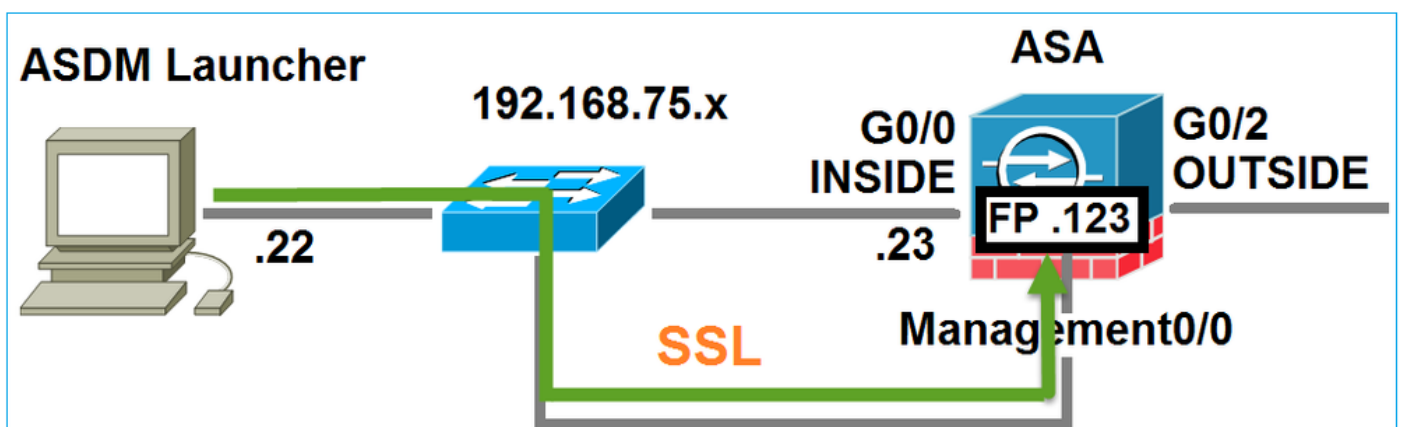 ASDM Launcher
192.168.75.x
ASA
G0/0
INSIDE
G0/2
OUTSIDE
FP .123
.22
.23
SSL
Management0/0